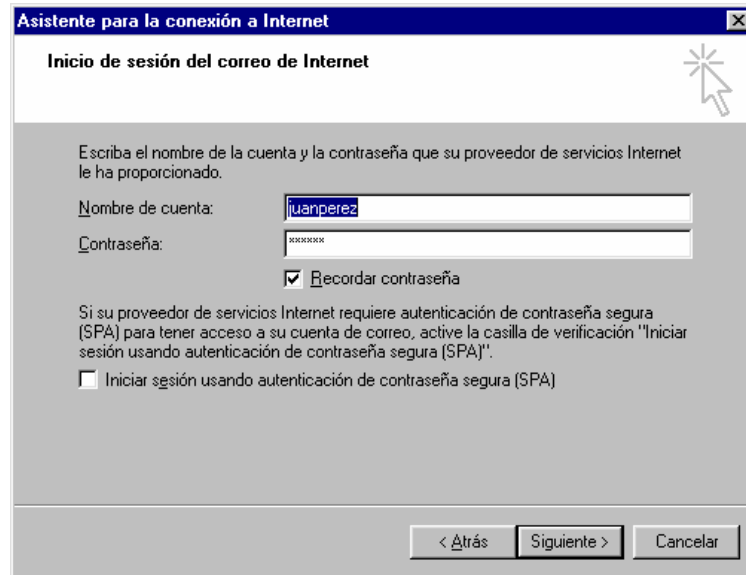 Asistente para la conexión a Internet
Inicio de sesión del correo de Internet
Escriba el nombre de la cuenta y la contraseña que su proveedor de servicios Internet
le ha proporcionado.
Nombre de cuenta: juanperez
Contraseña: ******
Recordar contraseña
Si su proveedor de servicios Internet requiere autenticación de contraseña segura
(SPA) para tener acceso a su cuenta de correo, active la casilla de verificación "Iniciar
sesión usando autenticación de contraseña segura (SPA)".
Iniciar sesión usando autenticación de contraseña segura (SPA)
< Atrás Siguiente > Cancelar